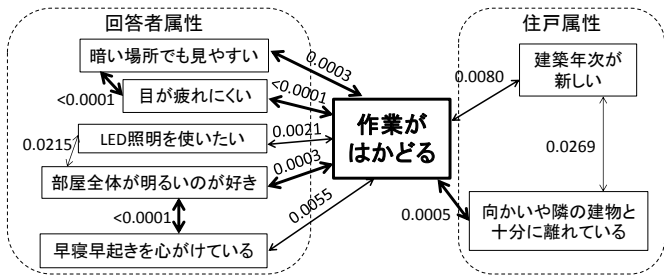 回答者属性
住戸属性
暗い場所でも見やすい
0.0003
<0.0001
目が疲れにくい
<0.0001
LED照明を使いたい
0.0021
0.0215
部屋全体が明るいのが好き
0.0003
<0.0001
早寝早起きを心がけている
0.0055
作業が
はかどる
0.0080
建築年次が
新しい
0.0269
0.0005
向かいや隣の建物と
十分に離れている